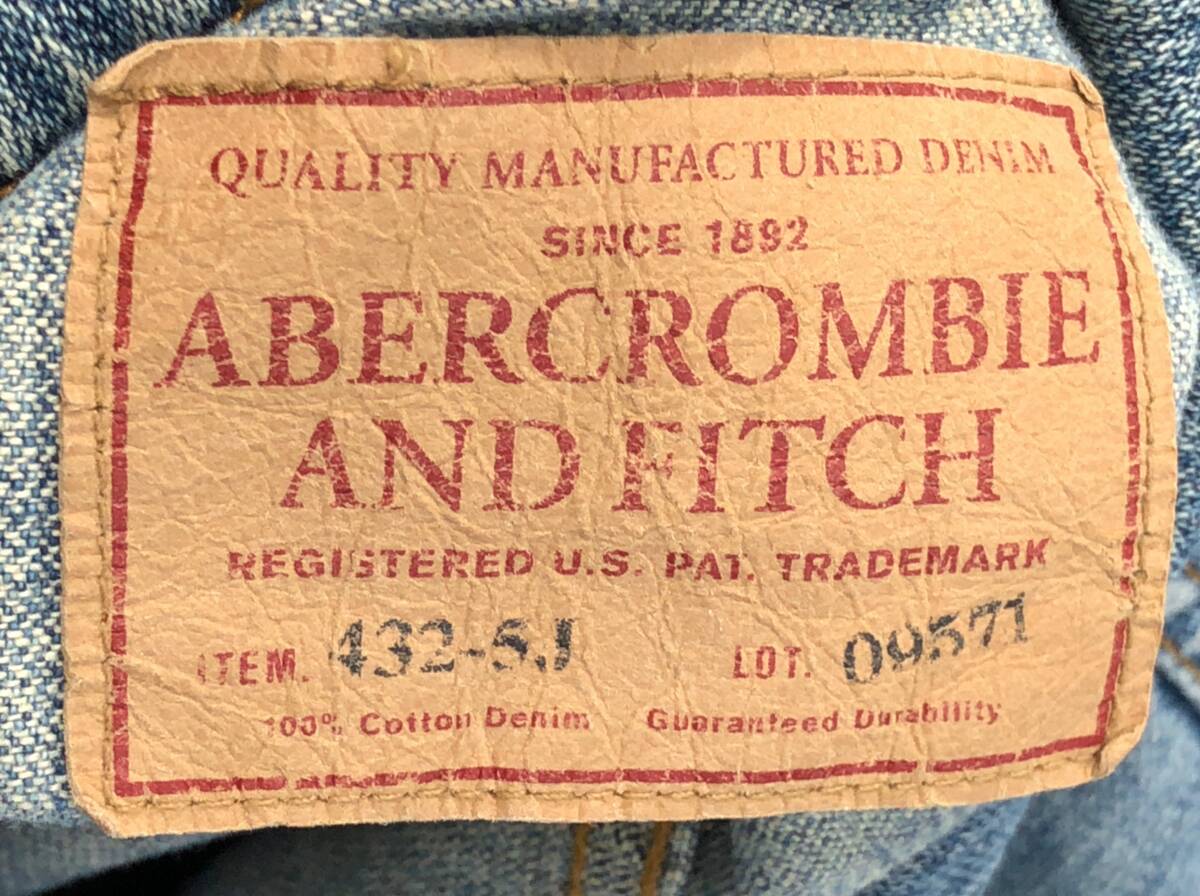 QUALITY MANUFACTURED DENIM
SINCE 1892
ABERCROMBIE
AND FITCH
REGISTERED U.S. PAT. TRADEMARK
ITEM. 432-5J LOT. 09571
100% Cotton Denim Guaranteed Durability